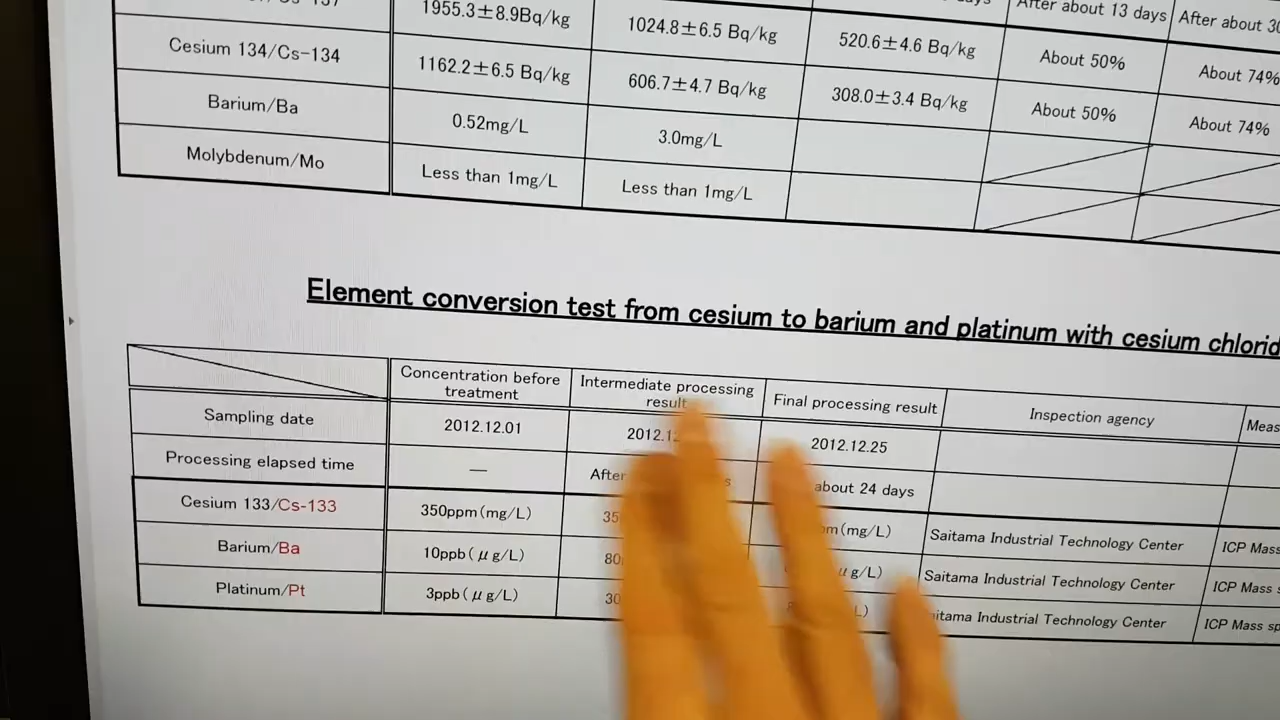 1955.3±8.9Bq/kg 1024.8±6.5 Bq/kg 520.6±4.6 Bq/kg After about 13 days After about
Cesium 134/Cs-134 1162.2±6.5 Bq/kg 606.7±4.7 Bq/kg 308.0±3.4 Bq/kg About 50% About 74%
Barium/Ba 0.52mg/L 3.0mg/L About 50% About 74%
Molybdenum/Mo Less than 1mg/L Less than 1mg/L
Element conversion test from cesium to barium and platinum with cesium
Concentration before treatment Intermediate processing result Final processing result Inspection agency
Sampling date 2012.12.01 2012.12.25
Processing elapsed time — After about 24 days
Cesium 133/Cs-133 350ppm(mg/L) (mg/L) Saitama Industrial Technology Center ICP Mass
Barium/Ba 10ppb(μg/L) μg/L) Saitama Industrial Technology Center ICP Mass
Platinum/Pt 3ppb(μg/L) Industrial Technology Center ICP Mass